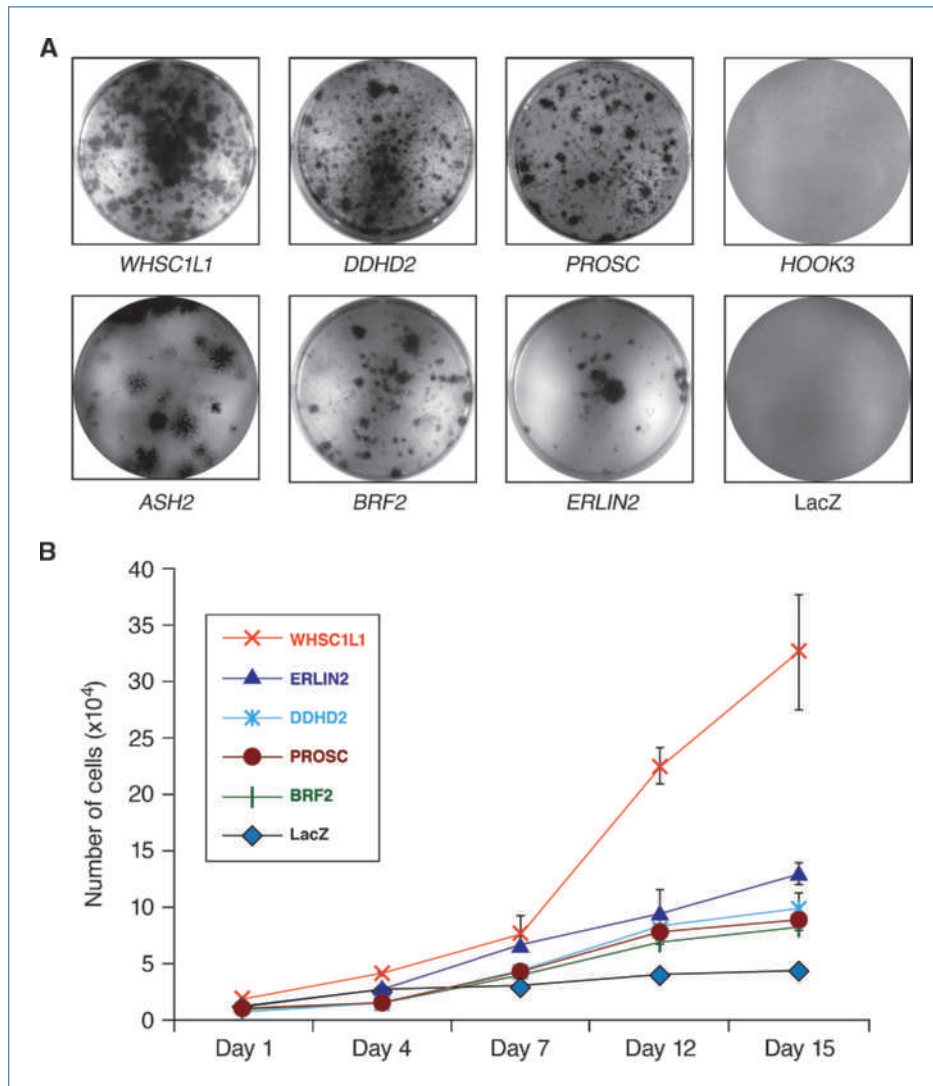 A
WHSC1L1 DDHD2 PROSC HOOK3
ASH2 BRF2 ERLIN2 LacZ
B
Number of cells (x10⁴)
40
35
30
25
20
15
10
5
0
WHSC1L1
ERLIN2
DDHD2
PROSC
BRF2
LacZ
Day 1 Day 4 Day 7 Day 12 Day 15